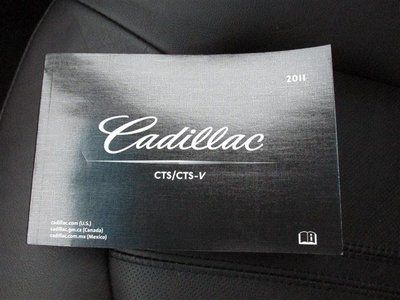 2011
Cadillac
CTS/CTS-V
cadillac.com (U.S.)
cadillac.gm.ca (Canada)
cadillac.com.mx (Mexico)